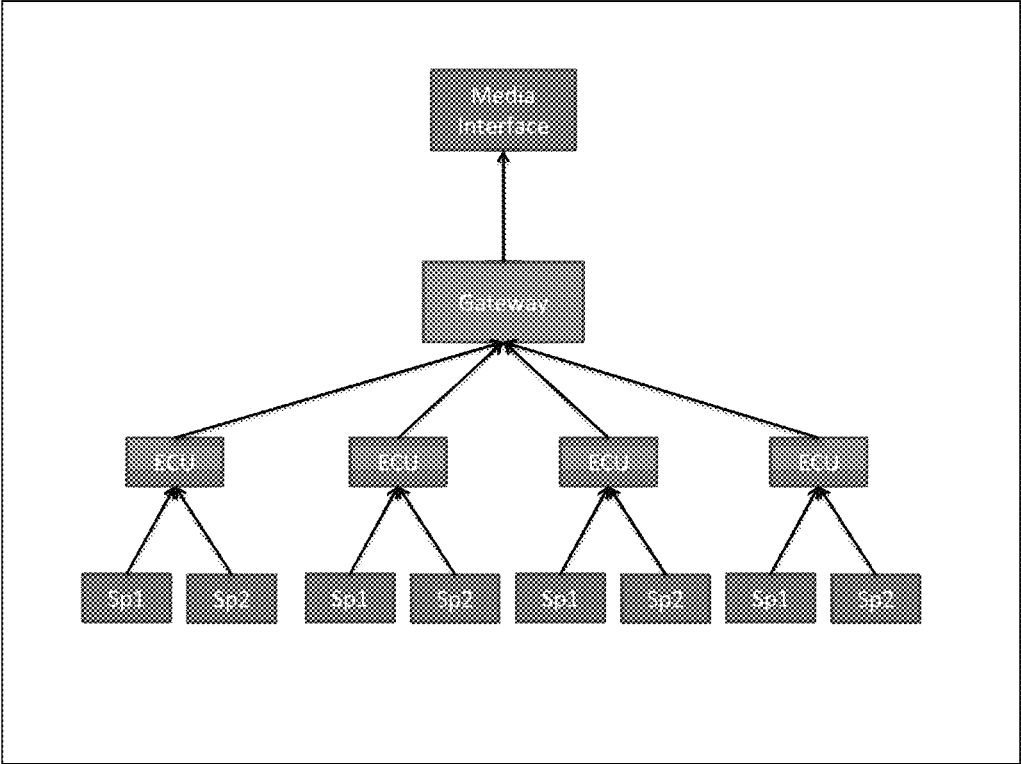 Media
Interface
Gateway
ECU ECU ECU ECU
Sp1 Sp2 Sp1 Sp2 Sp1 Sp2 Sp1 Sp2